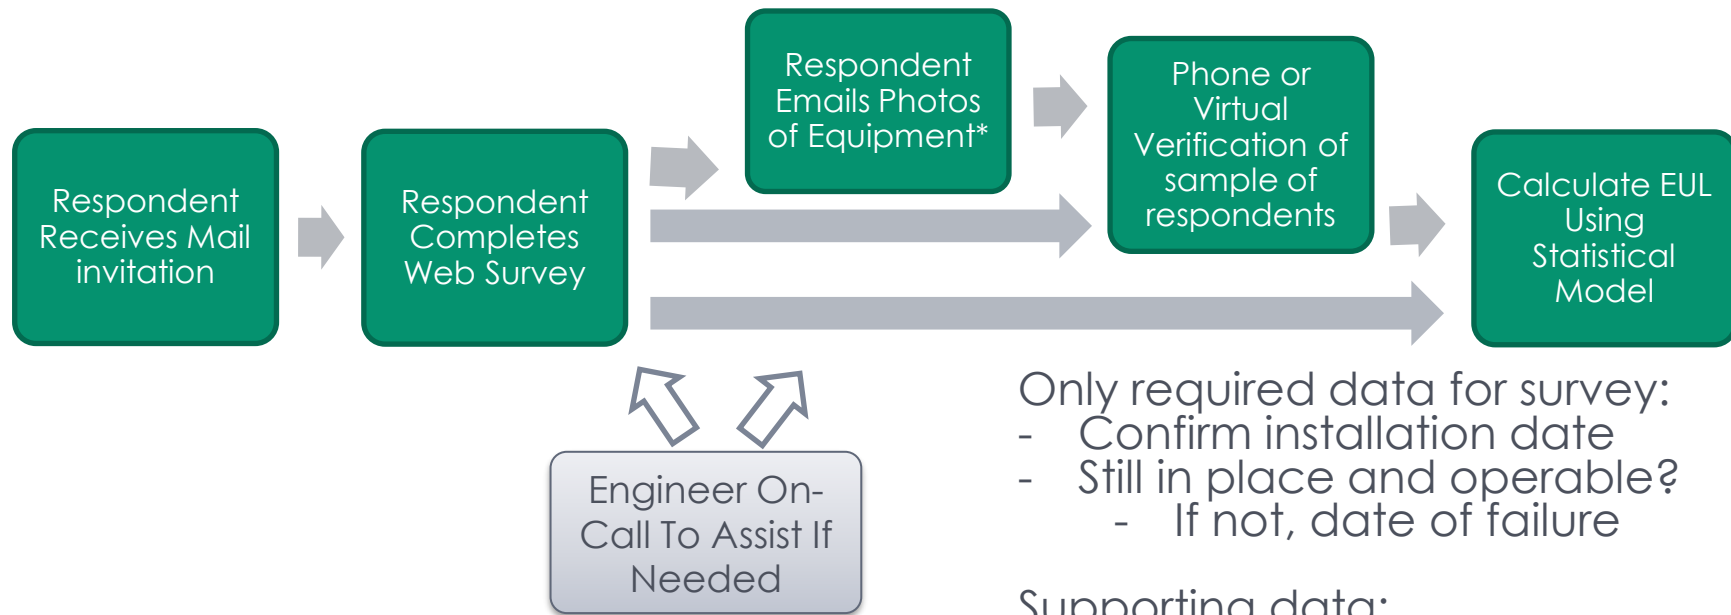 Respondent
Receives Mail
invitation
Respondent
Completes
Web Survey
Respondent
Emails Photos
of Equipment*
Phone or
Virtual
Verification of
sample of
respondents
Calculate EUL
Using
Statistical
Model
Engineer On-
Call To Assist If
Needed
Only required data for survey:
- Confirm installation date
- Still in place and operable?
- If not, date of failure
Supporting data: